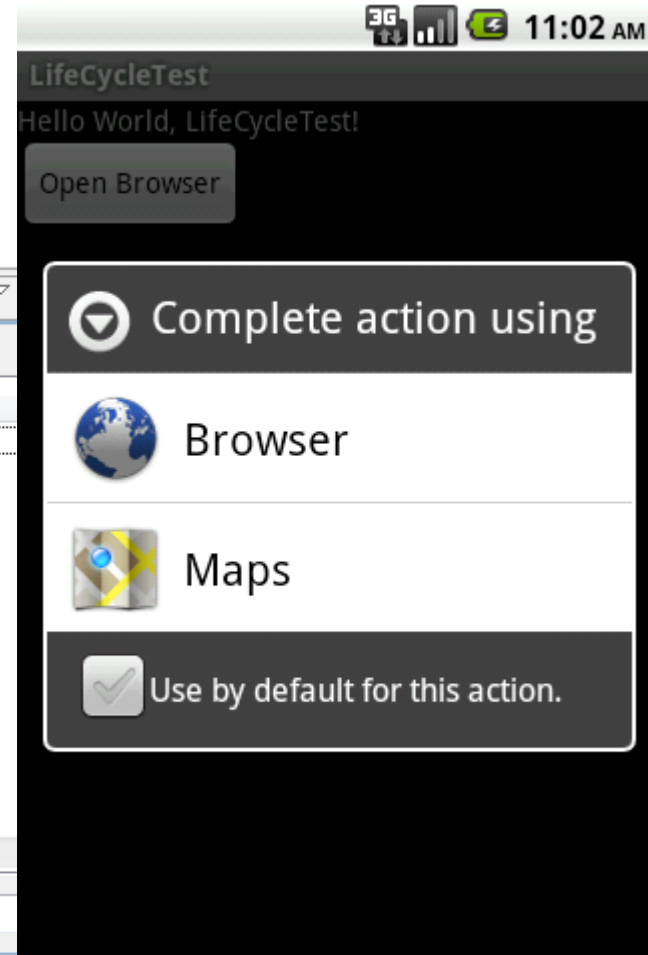 3G 11:02 AM
LifeCycleTest
Hello World, LifeCycleTest!
Open Browser
Complete action using
Browser
Maps
Use by default for this action.